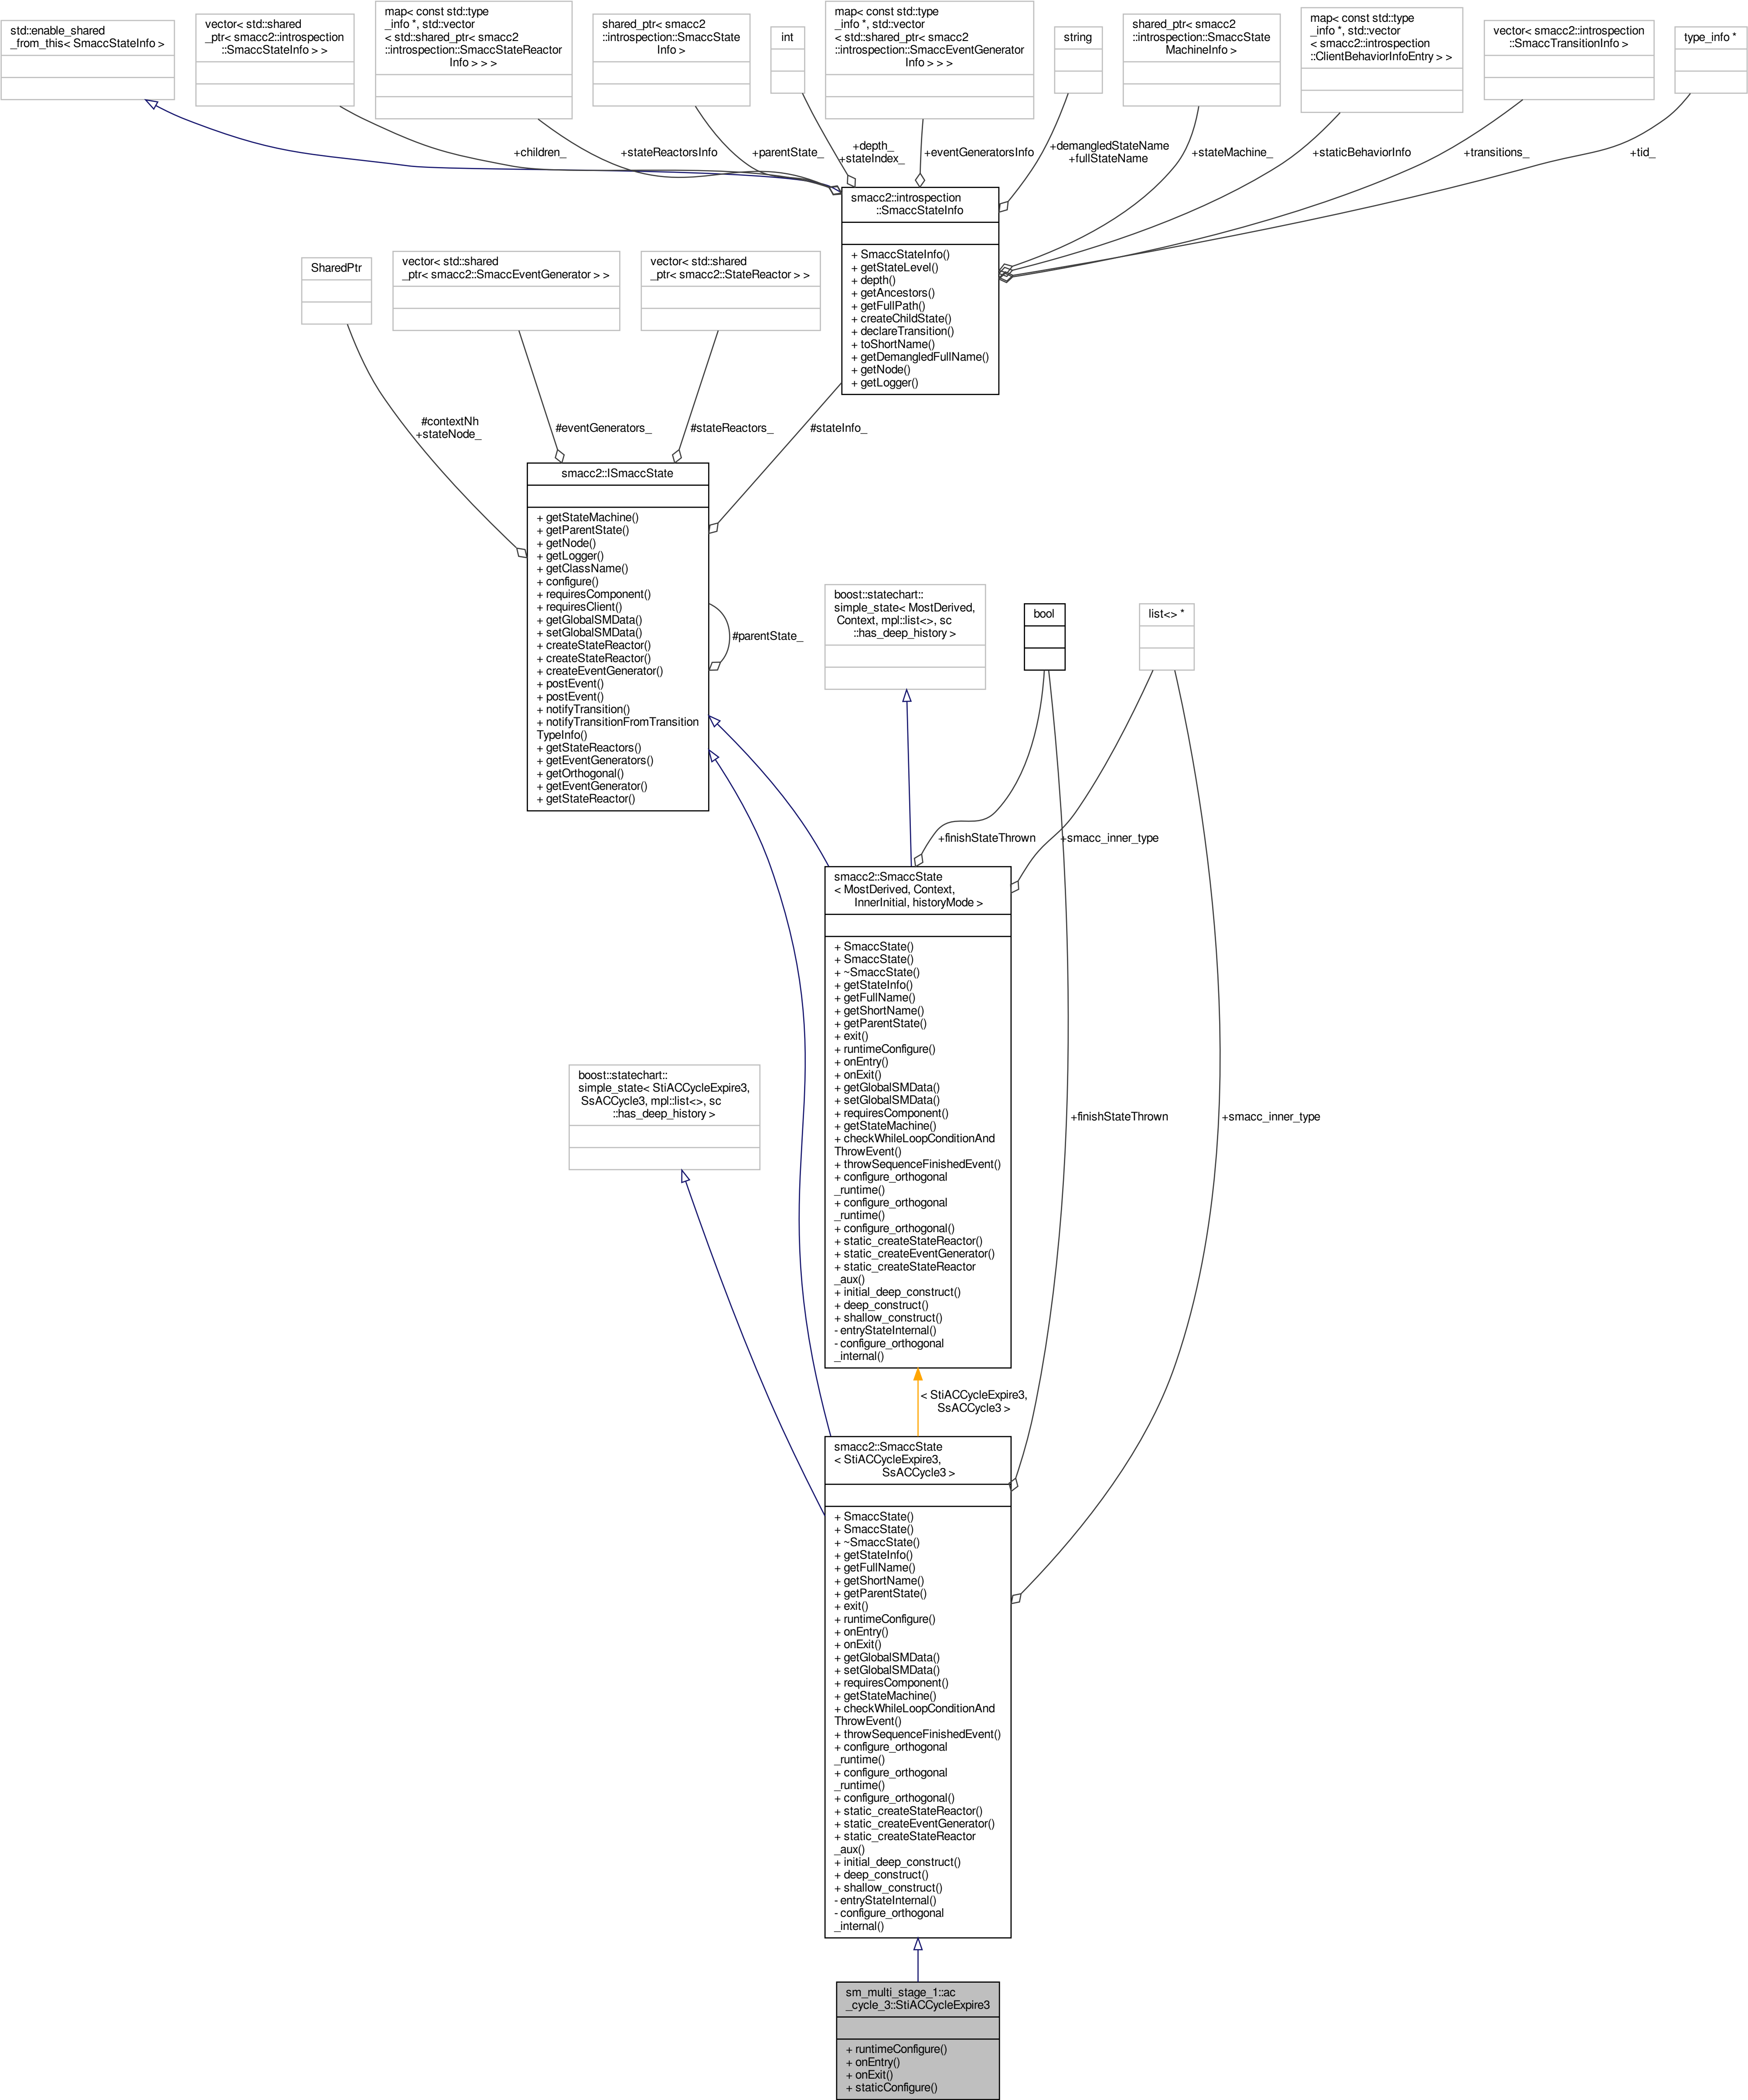 std::enable_shared
_from_this< SmaccStateInfo >
vector< std::shared
_ptr< smacc2::introspection
::SmaccStateInfo > >
map< const std::type
_info *, std::vector
< std::shared_ptr< smacc2
::introspection::SmaccStateReactor
Info > > >
shared_ptr< smacc2
::introspection::SmaccState
Info >
int
map< const std::type
_info *, std::vector
< std::shared_ptr< smacc2
::introspection::SmaccEventGenerator
Info > > >
string
shared_ptr< smacc2
::introspection::SmaccState
MachineInfo >
map< const std::type
_info *, std::vector
< smacc2::introspection
::ClientBehaviorInfoEntry > >
vector< smacc2::introspection
::SmaccTransitionInfo >
type_info *
+children_
+stateReactorsInfo
+parentState_
+depth_
+stateIndex_
+eventGeneratorsInfo
+demangledStateName
+fullStateName
+stateMachine_
+staticBehaviorInfo
+transitions_
+tid_
smacc2::introspection
::SmaccStateInfo
+ SmaccStateInfo()
+ getStateLevel()
+ depth()
+ getAncestors()
+ getFullPath()
+ createChildState()
+ declareTransition()
+ toShortName()
+ getDemangledFullName()
+ getNode()
+ getLogger()
SharedPtr
vector< std::shared
_ptr< smacc2::SmaccEventGenerator > >
vector< std::shared
_ptr< smacc2::StateReactor > >
#contextNh
+stateNode_
#eventGenerators_
#stateReactors_
#stateInfo_
smacc2::ISmaccState
+ getStateMachine()
+ getParentState()
+ getNode()
+ getLogger()
+ getClassName()
+ configure()
+ requiresComponent()
+ requiresClient()
+ getGlobalSMData()
+ setGlobalSMData()
+ createStateReactor()
+ createStateReactor()
+ createEventGenerator()
+ postEvent()
+ postEvent()
+ notifyTransition()
+ notifyTransitionFromTransition
TypeInfo()
+ getStateReactors()
+ getEventGenerators()
+ getOrthogonal()
+ getEventGenerator()
+ getStateReactor()
#parentState_
boost::statechart::
simple_state< MostDerived,
Context, mpl::list<>, sc
::has_deep_history >
bool
list<> *
+finishStateThrown
+smacc_inner_type
smacc2::SmaccState
< MostDerived, Context,
InnerInitial, historyMode >
+ SmaccState()
+ SmaccState()
+ ~SmaccState()
+ getStateInfo()
+ getFullName()
+ getShortName()
+ getParentState()
+ exit()
+ runtimeConfigure()
+ onEntry()
+ onExit()
+ getGlobalSMData()
+ setGlobalSMData()
+ requiresComponent()
+ getStateMachine()
+ checkWhileLoopConditionAnd
ThrowEvent()
+ throwSequenceFinishedEvent()
+ configure_orthogonal
_runtime()
+ configure_orthogonal
_runtime()
+ configure_orthogonal()
+ static_createStateReactor()
+ static_createEventGenerator()
+ static_createStateReactor
_aux()
+ initial_deep_construct()
+ deep_construct()
+ shallow_construct()
- entryStateInternal()
- configure_orthogonal
_internal()
boost::statechart::
simple_state< StiACCycleExpire3,
SsACCycle3, mpl::list<>, sc
::has_deep_history >
+finishStateThrown
+smacc_inner_type
< StiACCycleExpire3,
SsACCycle3 >
smacc2::SmaccState
< StiACCycleExpire3,
SsACCycle3 >
+ SmaccState()
+ SmaccState()
+ ~SmaccState()
+ getStateInfo()
+ getFullName()
+ getShortName()
+ getParentState()
+ exit()
+ runtimeConfigure()
+ onEntry()
+ onExit()
+ getGlobalSMData()
+ setGlobalSMData()
+ requiresComponent()
+ getStateMachine()
+ checkWhileLoopConditionAnd
ThrowEvent()
+ throwSequenceFinishedEvent()
+ configure_orthogonal
_runtime()
+ configure_orthogonal
_runtime()
+ configure_orthogonal()
+ static_createStateReactor()
+ static_createEventGenerator()
+ static_createStateReactor
_aux()
+ initial_deep_construct()
+ deep_construct()
+ shallow_construct()
- entryStateInternal()
- configure_orthogonal
_internal()
sm_multi_stage_1::ac
_cycle_3::StiACCycleExpire3
+ runtimeConfigure()
+ onEntry()
+ onExit()
+ staticConfigure()